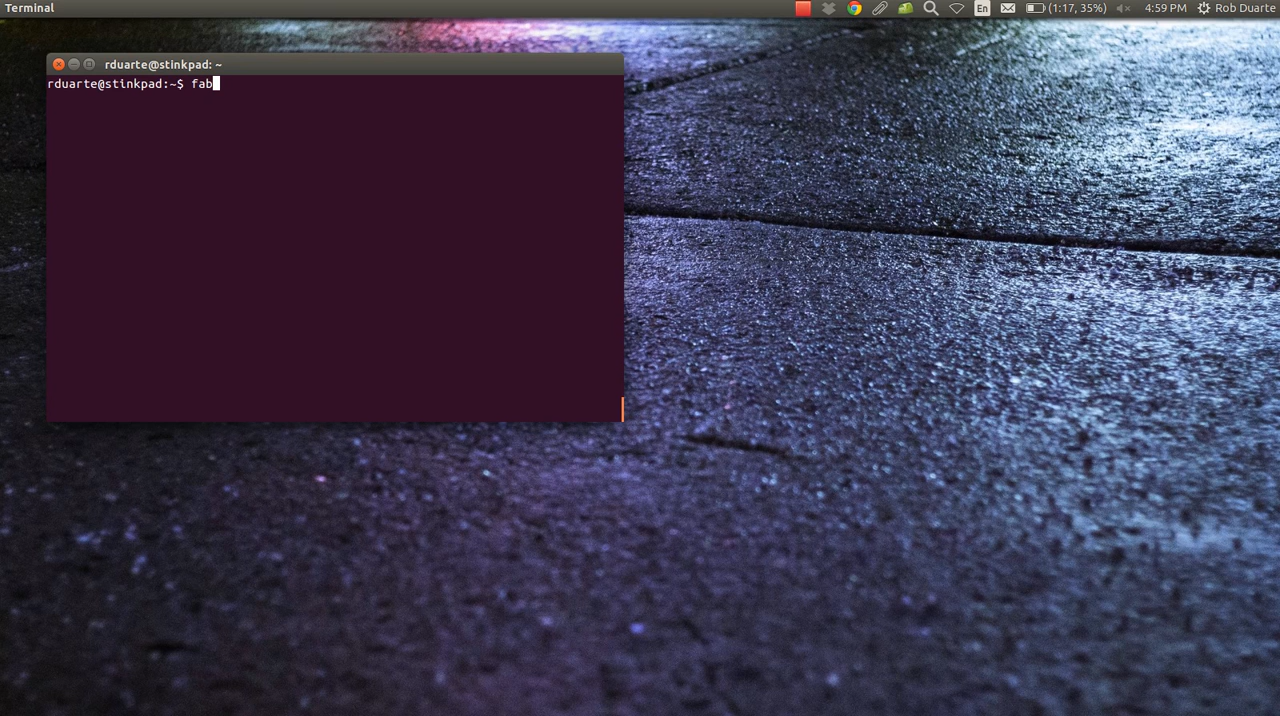 Terminal
En
(1:17, 35%)
4:59 PM
Rob Duarte
rduarte@stinkpad: ~
rduarte@stinkpad:~$ fab